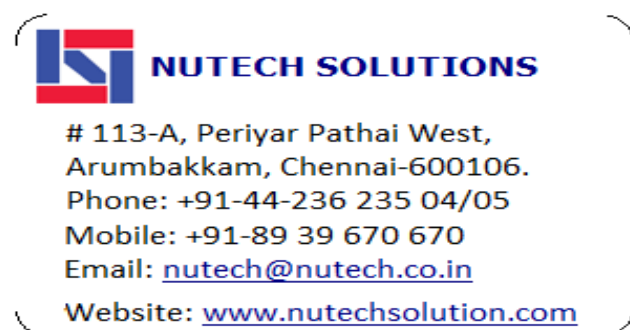 NUTECH SOLUTIONS
# 113-A, Periyar Pathai West,
Arumbakkam, Chennai-600106.
Phone: +91-44-236 235 04/05
Mobile: +91-89 39 670 670
Email: nutech@nutech.co.in
Website: www.nutechsolution.com